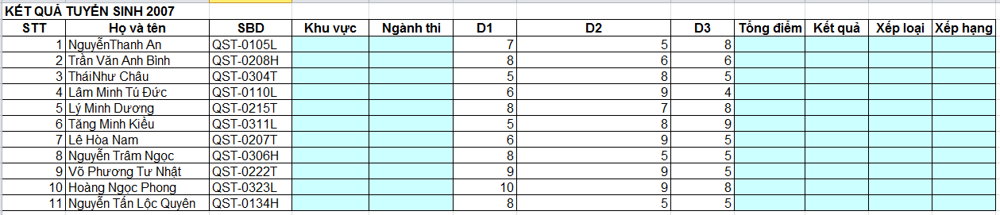 KẾT QUẢ TUYỂN SINH 2007
STT Họ và tên SBD Khu vực Ngành thi D1 D2 D3 Tổng điểm Kết quả Xếp loại Xếp hạng
1 NguyễnThanh An QST-0105L 7 5 8
2 Trần Văn Anh Bình QST-0208H 8 6 6
3 TháiNhư Châu QST-0304T 5 8 5
4 Lâm Minh Tú Đức QST-0110L 6 9 4
5 Lý Minh Dương QST-0215T 8 7 8
6 Tăng Minh Kiều QST-0311L 5 8 9
7 Lê Hòa Nam QST-0207T 6 9 5
8 Nguyễn Trâm Ngọc QST-0306H 8 5 5
9 Võ Phương Tư Nhật QST-0222T 9 9 5
10 Hoàng Ngọc Phong QST-0323L 10 9 8
11 Nguyễn Tấn Lộc Quyên QST-0134H 8 5 5